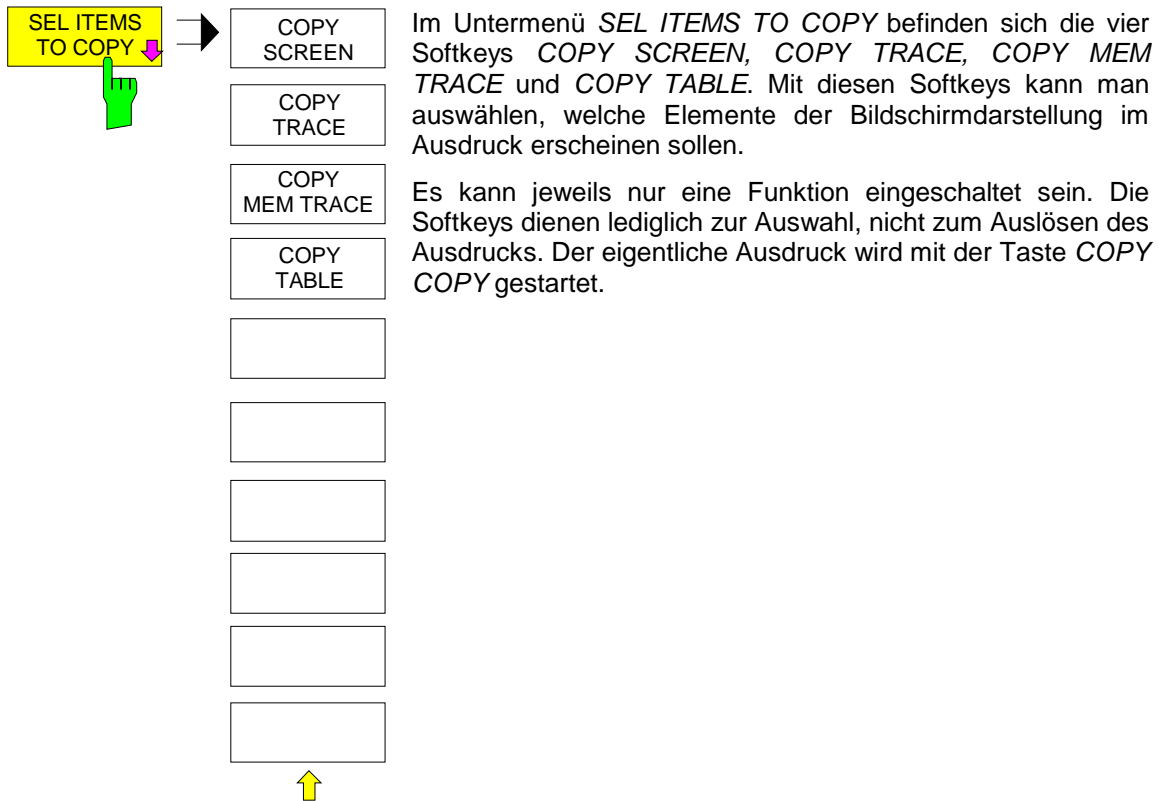 SEL ITEMS
TO COPY
COPY
SCREEN
COPY
TRACE
COPY
MEM TRACE
COPY
TABLE
Im Untermenü SEL ITEMS TO COPY befinden sich die vier
Softkeys COPY SCREEN, COPY TRACE, COPY MEM
TRACE und COPY TABLE. Mit diesen Softkeys kann man
auswählen, welche Elemente der Bildschirmdarstellung im
Ausdruck erscheinen sollen.
Es kann jeweils nur eine Funktion eingeschaltet sein. Die
Softkeys dienen lediglich zur Auswahl, nicht zum Auslösen des
Ausdrucks. Der eigentliche Ausdruck wird mit der Taste COPY
COPY gestartet.